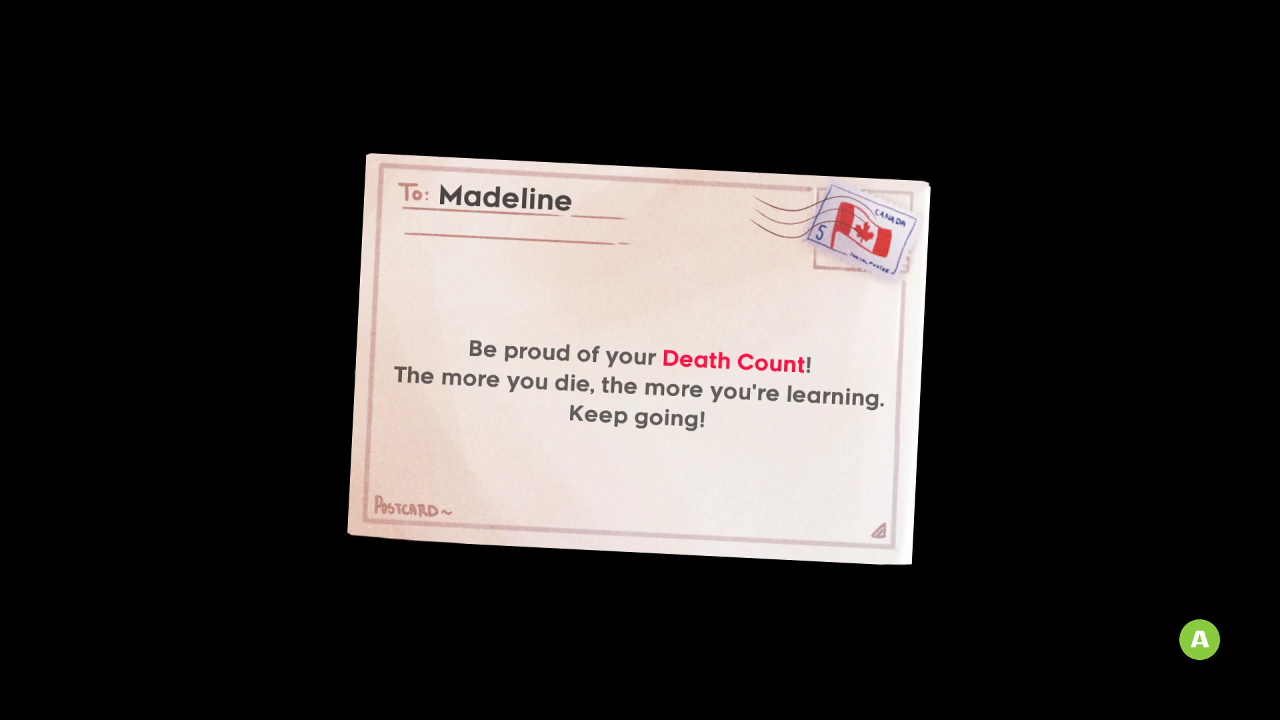 To: Madeline
CANADA
5
Be proud of your Death Count!
The more you die, the more you're learning.
Keep going!
POSTCARD~
A